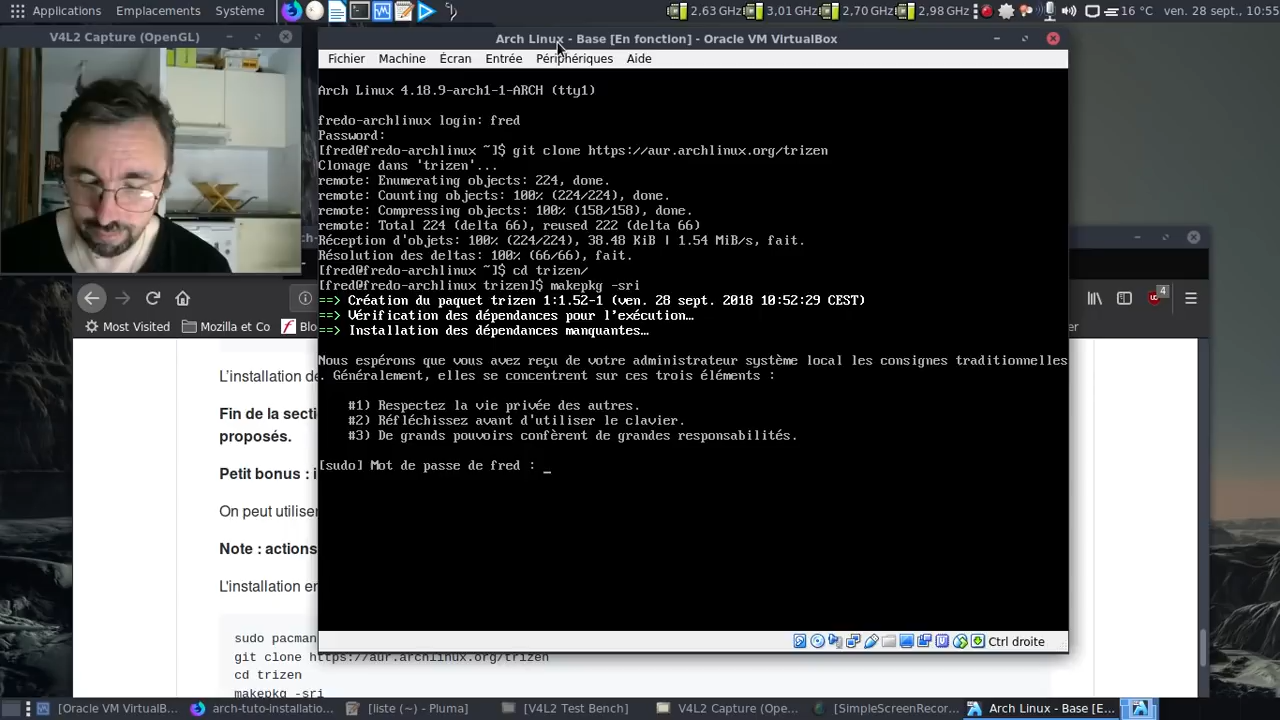 Applications Emplacements Système
2,63 GHz 3,01 GHz 2,70 GHz 2,98 GHz 16 °C ven. 28 sept., 10:55
V4L2 Capture (OpenGL)
Arch Linux - Base [En fonction] - Oracle VM VirtualBox
Fichier Machine Écran Entrée Périphériques Aide
Arch Linux 4.18.9-arch1-1-ARCH (tty1)
fredo-archlinux login: fred
Password:
[fred@fredo-archlinux ~]$ git clone https://aur.archlinux.org/trizen
Clonage dans 'trizen'...
remote: Enumerating objects: 224, done.
remote: Counting objects: 100% (224/224), done.
remote: Compressing objects: 100% (158/158), done.
remote: Total 224 (delta 66), reused 222 (delta 66)
Réception d'objets: 100% (224/224), 38.48 KiB | 1.54 MiB/s, fait.
Résolution des deltas: 100% (66/66), fait.
[fred@fredo-archlinux ~]$ cd trizen/
[fred@fredo-archlinux trizen]$ makepkg -sri
==> Création du paquet trizen 1:1.52-1 (ven. 28 sept. 2018 10:52:29 CEST)
==> Vérification des dépendances pour l’exécution…
==> Installation des dépendances manquantes…
Nous espérons que vous avez reçu de votre administrateur système local les consignes traditionnelles
. Généralement, elles se concentrent sur ces trois éléments :
#1) Respectez la vie privée des autres.
#2) Réfléchissez avant d'utiliser le clavier.
#3) De grands pouvoirs confèrent de grandes responsabilités.
[sudo] Mot de passe de fred : _
Ctrl droite
4
Most Visited Mozilla et Co Blo
L’installation de
Fin de la secti
proposés.
Petit bonus : i
On peut utilise
Note : actions
L'installation en
sudo pacman
git clone https://aur.archlinux.org/trizen
cd trizen
makepkg -sri
[Oracle VM VirtualB... arch-tuto-installatio... [liste (~) - Pluma] [V4L2 Test Bench] V4L2 Capture (Ope... [SimpleScreenRecor... Arch Linux - Base [E...